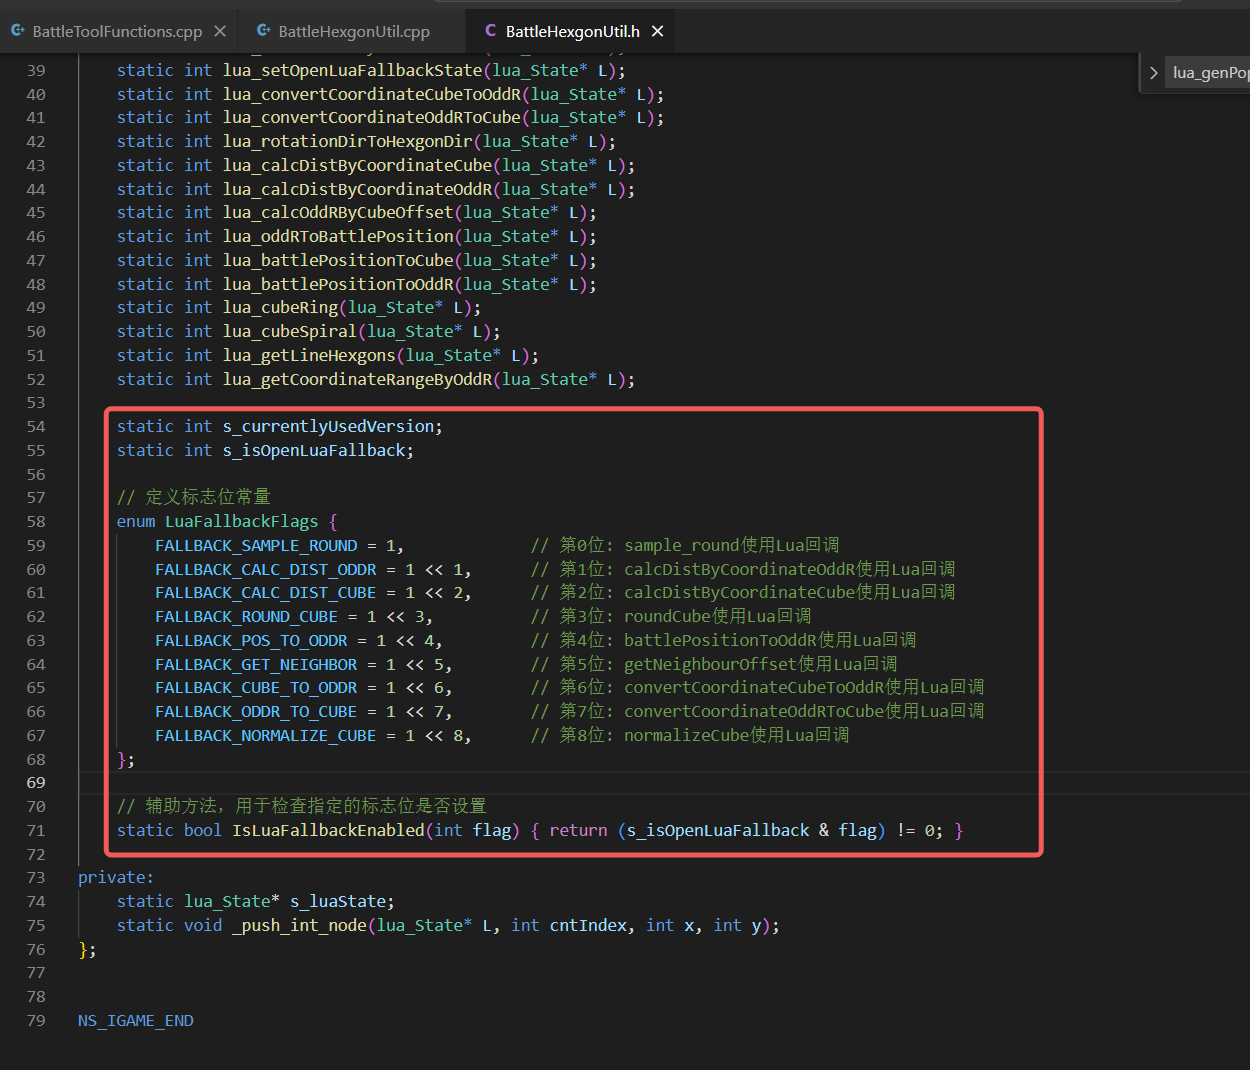 BattleToolFunctions.cpp
BattleHexgonUtil.cpp
C BattleHexgonUtil.h
lua_genPop
39 static int lua_setOpenLuaFallbackState(lua_State* L);
40 static int lua_convertCoordinateCubeToOddR(lua_State* L);
41 static int lua_convertCoordinateOddRToCube(lua_State* L);
42 static int lua_rotationDirToHexgonDir(lua_State* L);
43 static int lua_calcDistByCoordinateCube(lua_State* L);
44 static int lua_calcDistByCoordinateOddR(lua_State* L);
45 static int lua_calcOddRByCubeOffset(lua_State* L);
46 static int lua_oddRToBattlePosition(lua_State* L);
47 static int lua_battlePositionToCube(lua_State* L);
48 static int lua_battlePositionToOddR(lua_State* L);
49 static int lua_cubeRing(lua_State* L);
50 static int lua_cubeSpiral(lua_State* L);
51 static int lua_getLineHexgons(lua_State* L);
52 static int lua_getCoordinateRangeByOddR(lua_State* L);
53
54 static int s_currentlyUsedVersion;
55 static int s_isOpenLuaFallback;
56
57 // 定义标志位常量
58 enum LuaFallbackFlags {
59 FALLBACK_SAMPLE_ROUND = 1, // 第0位: sample_round使用Lua回调
60 FALLBACK_CALC_DIST_ODDR = 1 << 1, // 第1位: calcDistByCoordinateOddR使用Lua回调
61 FALLBACK_CALC_DIST_CUBE = 1 << 2, // 第2位: calcDistByCoordinateCube使用Lua回调
62 FALLBACK_ROUND_CUBE = 1 << 3, // 第3位: roundCube使用Lua回调
63 FALLBACK_POS_TO_ODDR = 1 << 4, // 第4位: battlePositionToOddR使用Lua回调
64 FALLBACK_GET_NEIGHBOR = 1 << 5, // 第5位: getNeighbourOffset使用Lua回调
65 FALLBACK_CUBE_TO_ODDR = 1 << 6, // 第6位: convertCoordinateCubeToOddR使用Lua回调
66 FALLBACK_ODDR_TO_CUBE = 1 << 7, // 第7位: convertCoordinateOddRToCube使用Lua回调
67 FALLBACK_NORMALIZE_CUBE = 1 << 8, // 第8位: normalizeCube使用Lua回调
68 };
69
70 // 辅助方法，用于检查指定的标志位是否设置
71 static bool IsLuaFallbackEnabled(int flag) { return (s_isOpenLuaFallback & flag) != 0; }
72
73 private:
74 static lua_State* s_luaState;
75 static void _push_int_node(lua_State* L, int cntIndex, int x, int y);
76 };
77
78
79 NS_IGAME_END